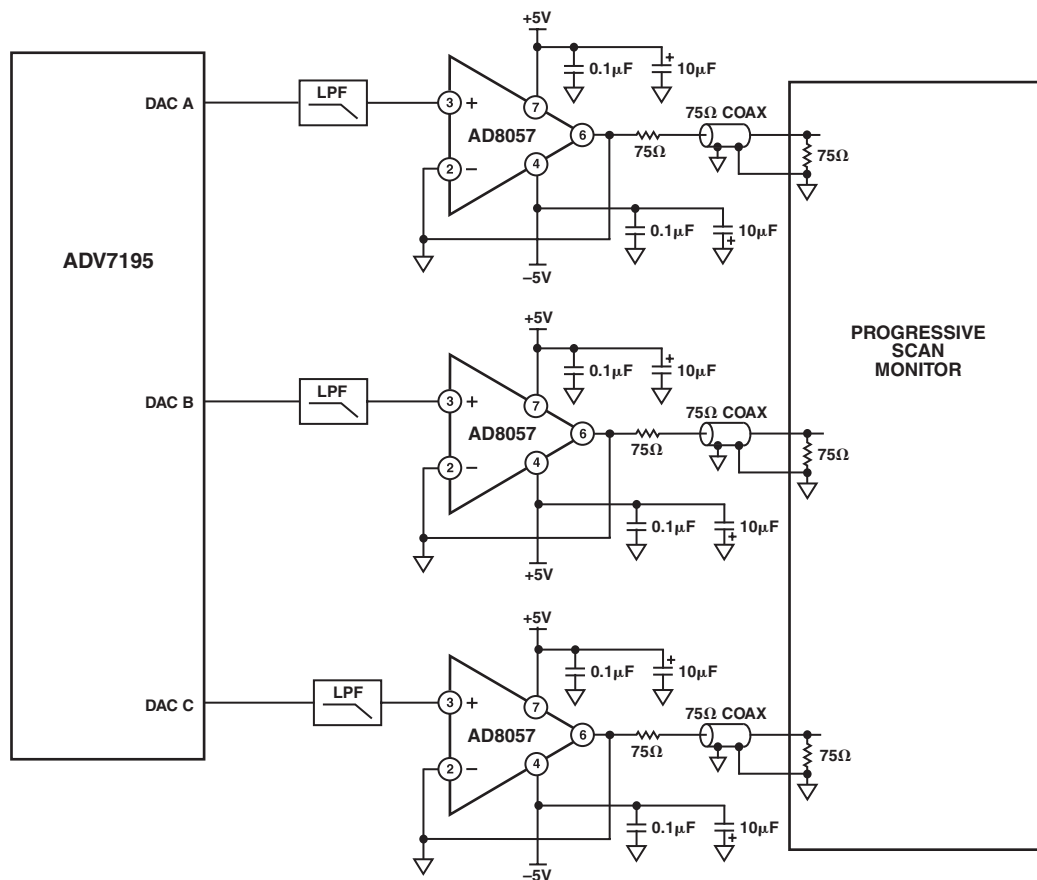 +5V
0.1μF
10μF
DAC A
LPF
3
+
7
75Ω COAX
AD8057
6
75Ω
75Ω
2
–
4
0.1μF
10μF
–5V
ADV7195
+5V
PROGRESSIVE
SCAN
MONITOR
0.1μF
10μF
DAC B
LPF
3
+
7
75Ω COAX
AD8057
6
75Ω
75Ω
2
–
4
0.1μF
10μF
+5V
+5V
0.1μF
10μF
DAC C
LPF
3
+
7
75Ω COAX
AD8057
6
75Ω
75Ω
2
–
4
0.1μF
10μF
–5V